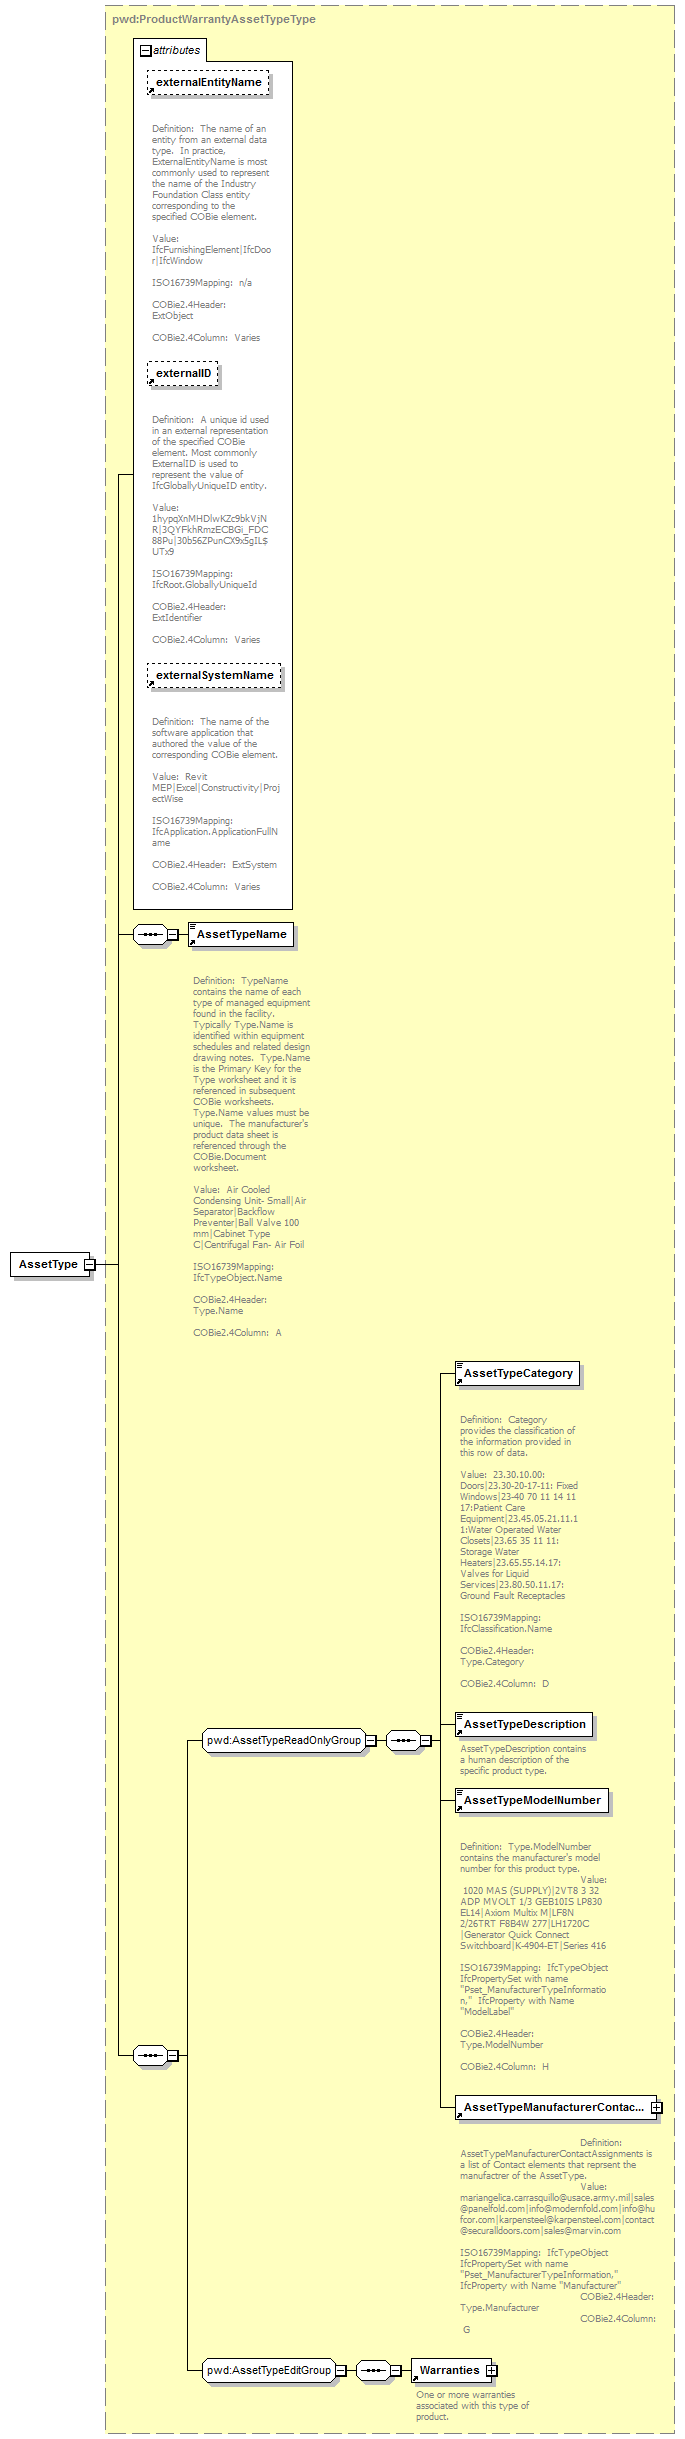 pwd:ProductWarrantyAssetTypeType
attributes
externalEntityName
Definition:  The name of an
entity from an external data
type.  In practice,
ExternalEntityName is most
commonly used to represent
the name of the Industry
Foundation Class entity
corresponding to the
specified COBie element.
Value:
IfcFurnishingElement|IfcDoo
r|IfcWindow
ISO16739Mapping:  n/a
COBie2.4Header:
ExtObject
COBie2.4Column:  Varies
externalID
Definition:  A unique id used
in an external representation
of the specified COBie
element. Most commonly
ExternalID is used to
represent the value of
IfcGloballyUniqueID entity.
Value:
1hypqXnMHDlwKZc9bkVjN
R|3QYFkhRmzECBGi_FDC
88Pu|30b56ZPunCX9x5gIL$
UTx9
ISO16739Mapping:
IfcRoot.GloballyUniqueId
COBie2.4Header:
ExtIdentifier
COBie2.4Column:  Varies
externalSystemName
Definition:  The name of the
software application that
authored the value of the
corresponding COBie element.
Value:  Revit
MEP|Excel|Constructivity|Proj
ectWise
ISO16739Mapping:
IfcApplication.ApplicationFullN
ame
COBie2.4Header:  ExtSystem
COBie2.4Column:  Varies
AssetTypeName
Definition:  TypeName
contains the name of each
type of managed equipment
found in the facility.
Typically Type.Name is
identified within equipment
schedules and related design
drawing notes.  Type.Name
is the Primary Key for the
Type worksheet and it is
referenced in subsequent
COBie worksheets.
Type.Name values must be
unique.  The manufacturer's
product data sheet is
referenced through the
COBie.Document
worksheet.
Value:  Air Cooled
Condensing Unit- Small|Air
Separator|Backflow
Preventer|Ball Valve 100
mm|Cabinet Type
C|Centrifugal Fan- Air Foil
ISO16739Mapping:
IfcTypeObject.Name
COBie2.4Header:
Type.Name
COBie2.4Column:  A
AssetType
AssetTypeCategory
Definition:  Category
provides the classification of
the information provided in
this row of data.
Value:  23.30.10.00:
Doors|23.30-20-17-11: Fixed
Windows|23-40 70 11 14 11
17:Patient Care
Equipment|23.45.05.21.11.1
1:Water Operated Water
Closets|23.65 35 11 11:
Storage Water
Heaters|23.65.55.14.17:
Valves for Liquid
Services|23.80.50.11.17:
Ground Fault Receptacles
ISO16739Mapping:
IfcClassification.Name
COBie2.4Header:
Type.Category
COBie2.4Column:  D
AssetTypeDescription
pwd:AssetTypeReadOnlyGroup
AssetTypeDescription contains
a human description of the
specific product type.
AssetTypeModelNumber
Definition:  Type.ModelNumber
contains the manufacturer's model
number for this product type.
Value:
1020 MAS (SUPPLY)|2VT8 3 32
ADP MVOLT 1/3 GEB10IS LP830
EL14|Axiom Multix M|LF8N
2/26TRT F8B4W 277|LH1720C
|Generator Quick Connect
Switchboard|K-4904-ET|Series 416
ISO16739Mapping:  IfcTypeObject
IfcPropertySet with name
"Pset_ManufacturerTypeInformatio
n,"  IfcProperty with Name
"ModelLabel"
COBie2.4Header:
Type.ModelNumber
COBie2.4Column:  H
AssetTypeManufacturerContac...
Definition:
AssetTypeManufacturerContactAssignments is
a list of Contact elements that reprsent the
manufactrer of the AssetType.
Value:
mariangelica.carrasquillo@usace.army.mil|sales
@panelfold.com|info@modernfold.com|info@hu
fcor.com|karpensteel@karpensteel.com|contact
@securalldoors.com|sales@marvin.com
ISO16739Mapping:  IfcTypeObject
IfcPropertySet with name
"Pset_ManufacturerTypeInformation,"
IfcProperty with Name "Manufacturer"
COBie2.4Header:
Type.Manufacturer
COBie2.4Column:
G
pwd:AssetTypeEditGroup
Warranties
One or more warranties
associated with this type of
product.